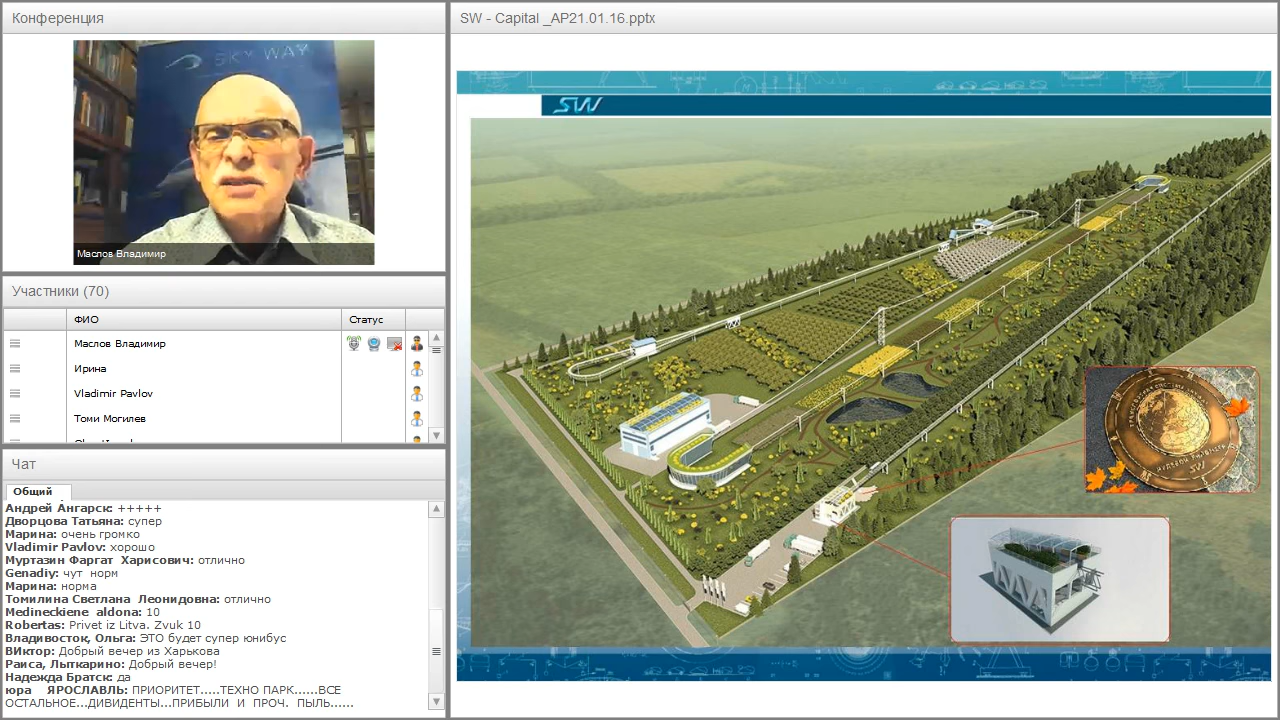 Конференция
SKY WAY
Маслов Владимир
Участники (70)
ФИО
Статус
Маслов Владимир
Ирина
Vladimir Pavlov
Томи Могилев
Чат
Общий
Андрей Ангарск: +++++
Дворцова Татьяна: супер
Марина: очень громко
Vladimir Pavlov: хорошо
Муртазин Фаргат Харисович: отлично
Genadiy: чут норм
Марина: норма
Томилина Светлана Леонидовна: отлично
Medineckiene aldona: 10
Robertas: Privet iz Litva. Zvuk 10
Владивосток, Ольга: ЭТО будет супер юнибус
ВИктор: Добрый вечер из Харькова
Раиса, Лыткарино: Добрый вечер!
Надежда Братск: да
юра ЯРОСЛАВЛЬ: ПРИОРИТЕТ.....ТЕХНО ПАРК......ВСЕ
ОСТАЛЬНОЕ...ДИВИДЕНТЫ...ПРИБЫЛИ И ПРОЧ. ПЫЛЬ......
SW - Capital _AP21.01.16.pptx
SW
SW